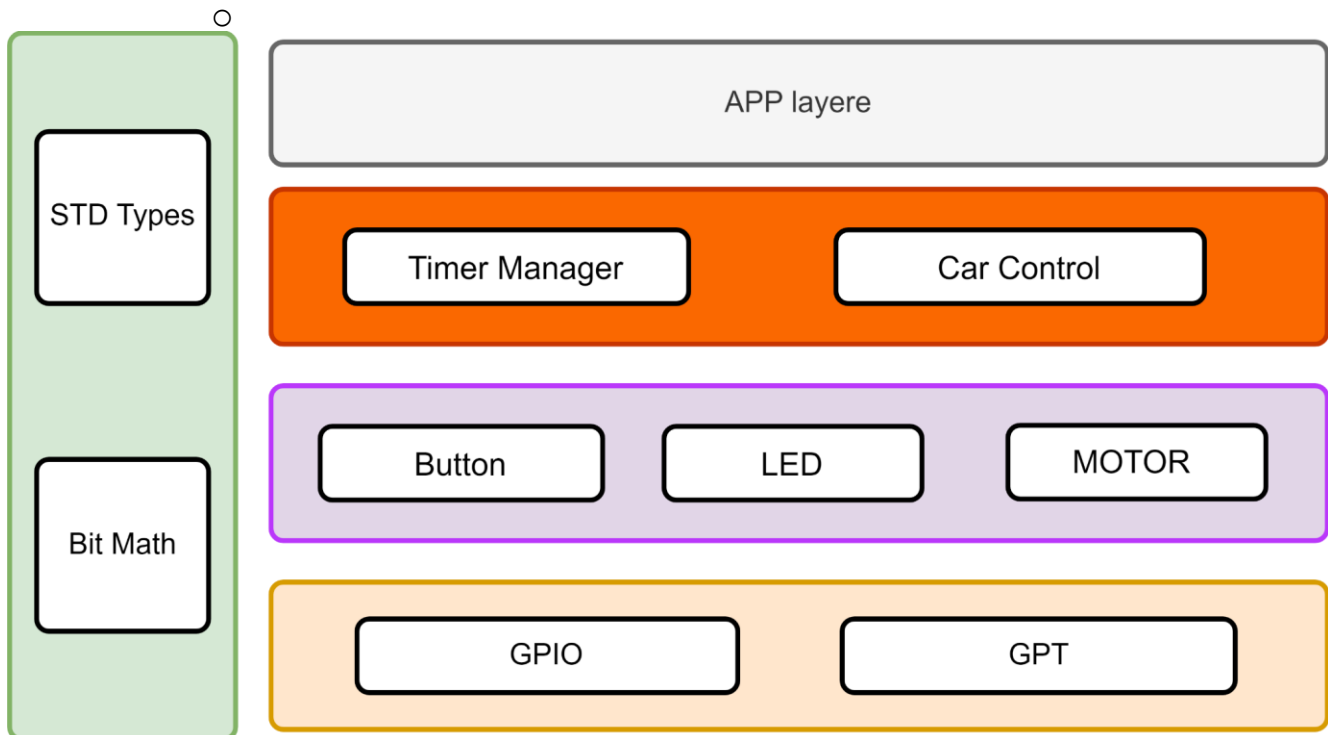 APP layere
STD Types
Timer Manager
Car Control
Button
LED
MOTOR
Bit Math
GPIO
GPT